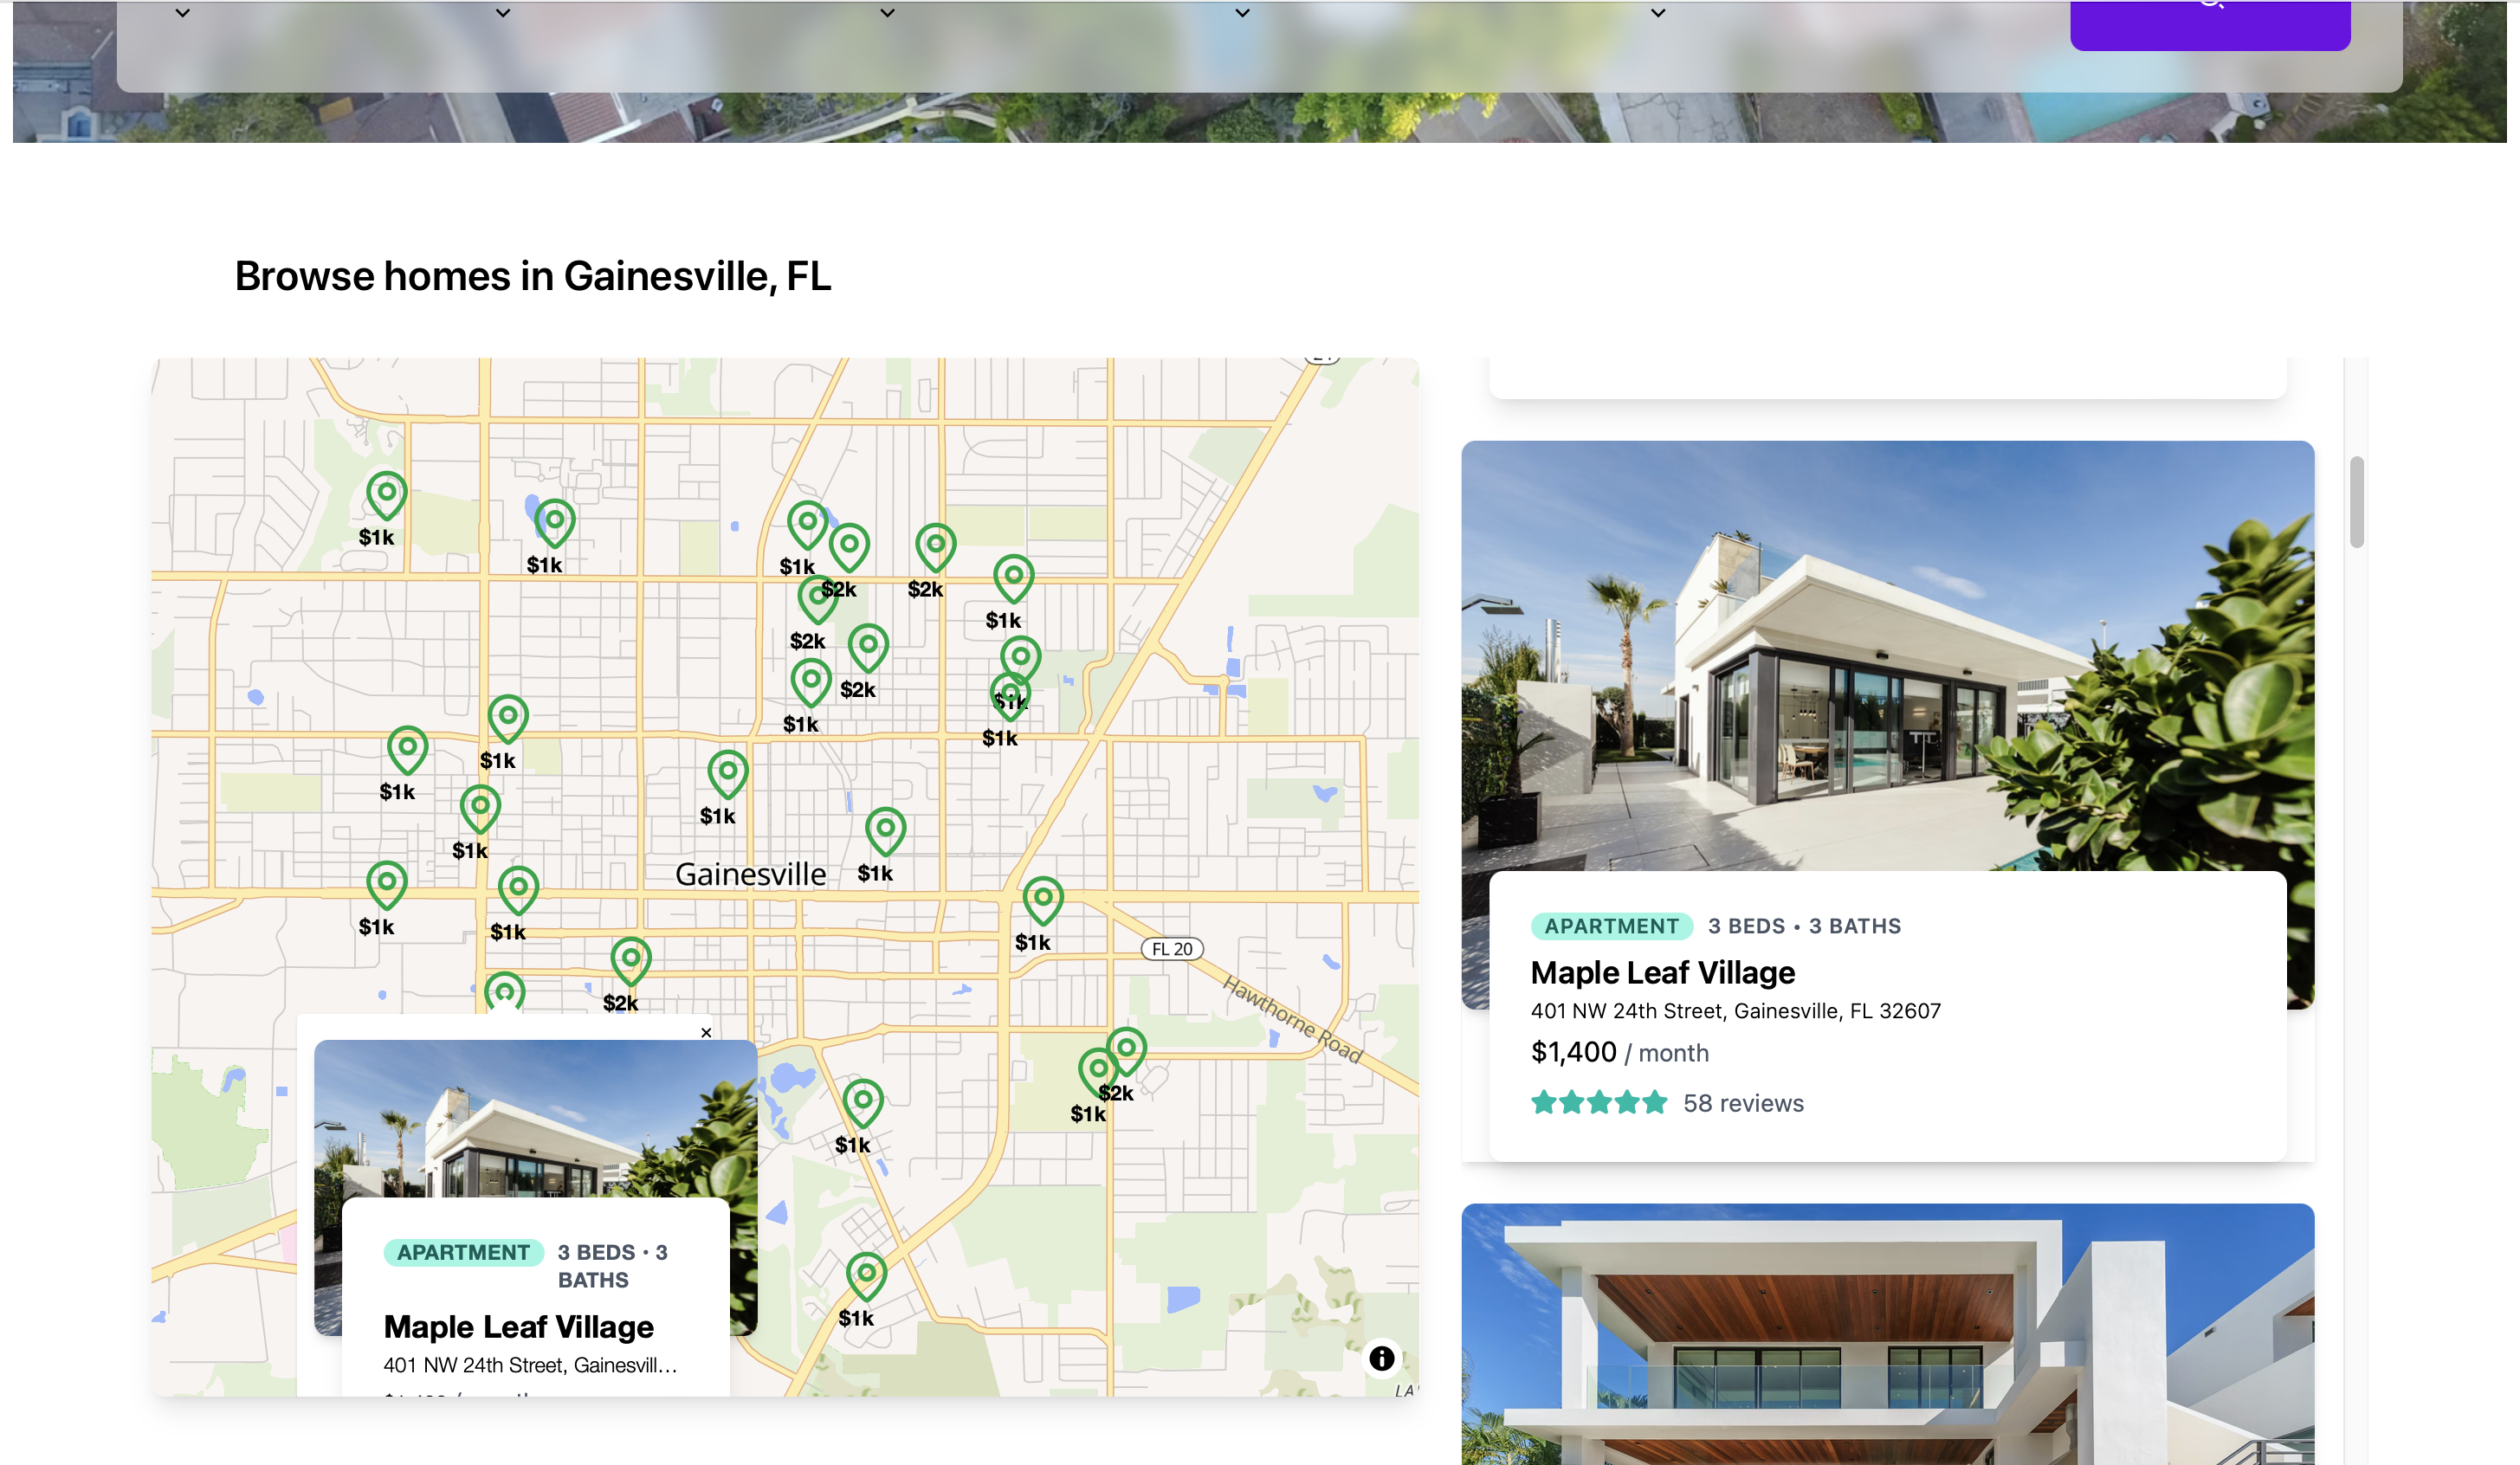 Browse homes in Gainesville, FL
$1k
$1k
$1k
$2k
$2k
$1k
$2k
$2k
$1k
$1k
$1k
$1k
$1k
$1k
$1k
$1k
Gainesville
$1k
$1k
$1k
$1k
FL 20
$2k
Hawthorne Road
$2k
$1k
$1k
$1k
×
APARTMENT 3 BEDS • 3
BATHS
Maple Leaf Village
401 NW 24th Street, Gainesvill...
APARTMENT 3 BEDS • 3 BATHS
Maple Leaf Village
401 NW 24th Street, Gainesville, FL 32607
$1,400 / month
58 reviews